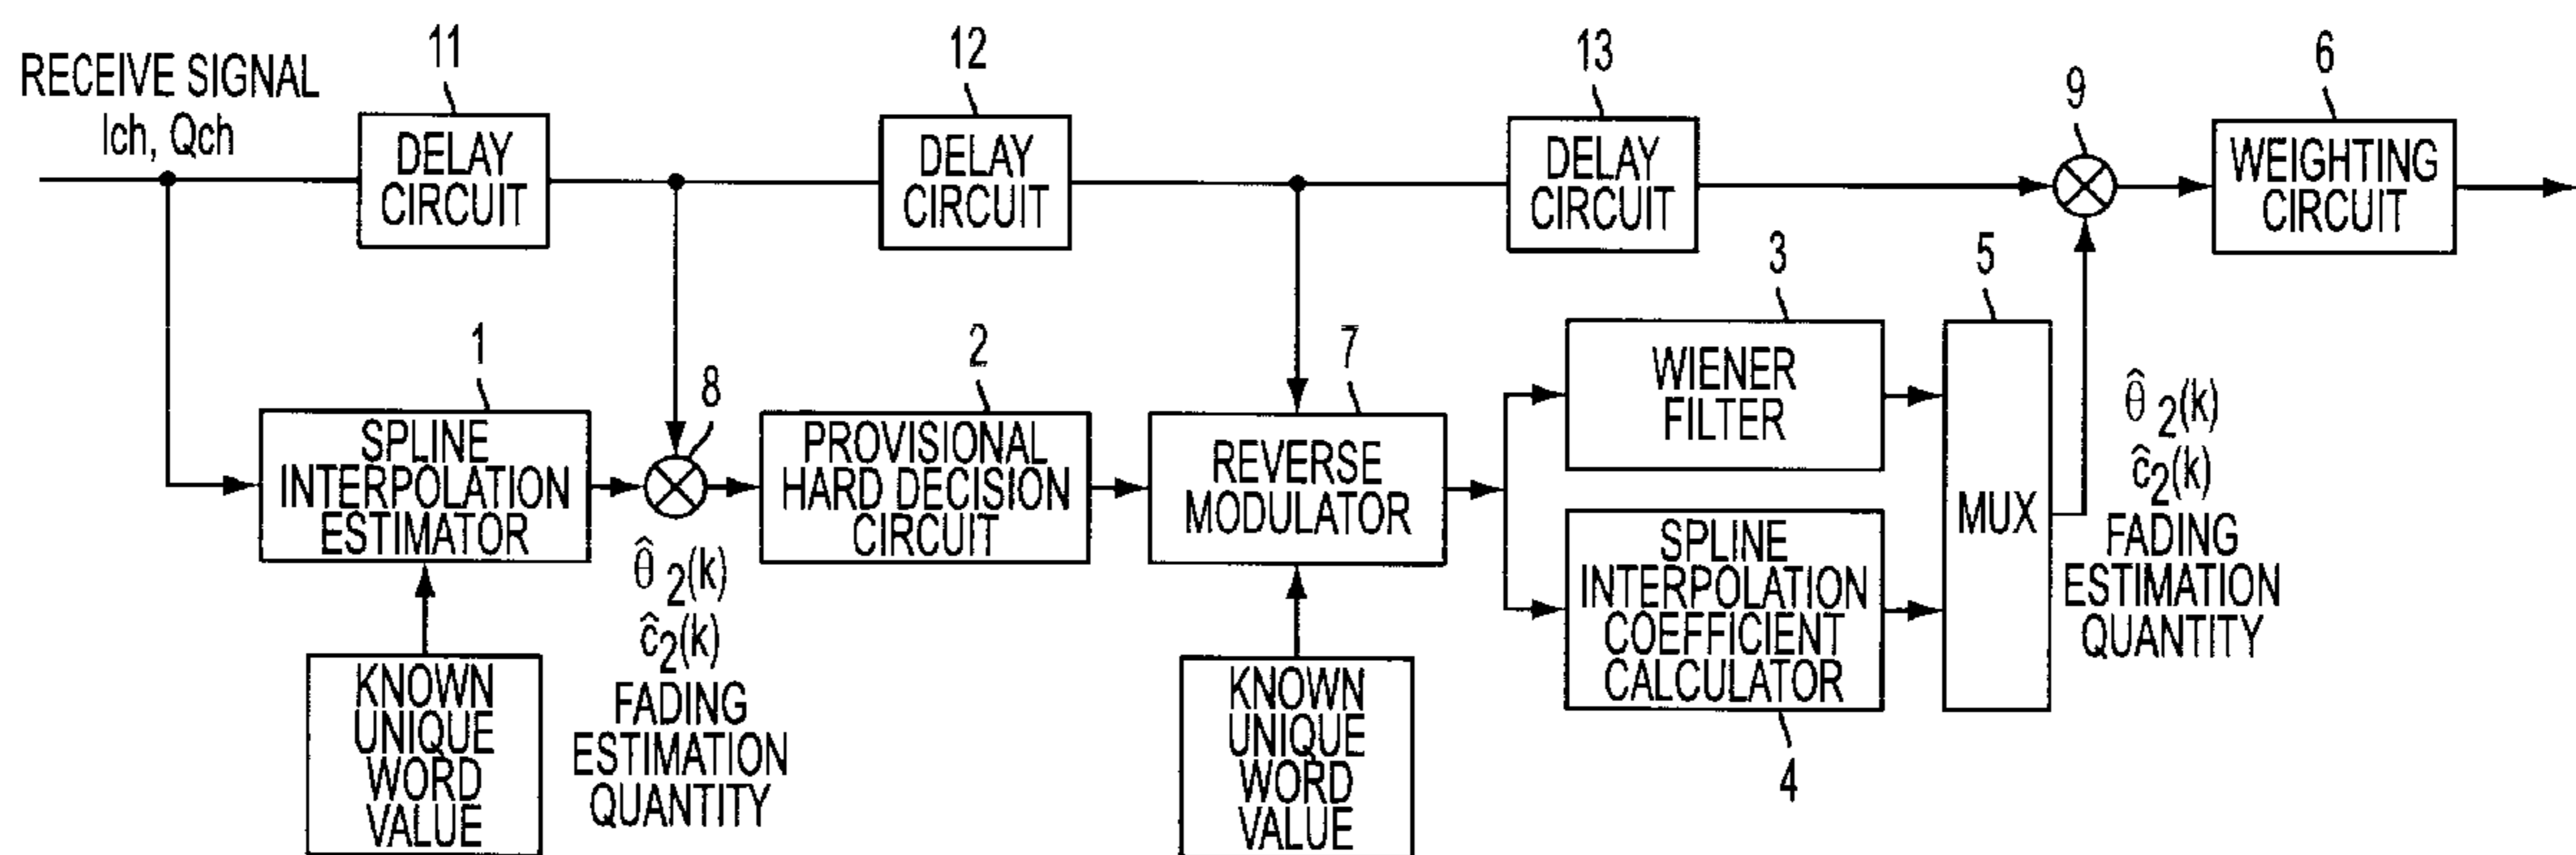 RECEIVE SIGNAL
Ich, Qch
11
DELAY
CIRCUIT
12
DELAY
CIRCUIT
13
DELAY
CIRCUIT
9
6
WEIGHTING
CIRCUIT
1
SPLINE
INTERPOLATION
ESTIMATOR
8
2
PROVISIONAL
HARD DECISION
CIRCUIT
7
REVERSE
MODULATOR
3
WIENER
FILTER
5
MUX
SPLINE
INTERPOLATION
COEFFICIENT
CALCULATOR
4
θ̂ 2(k)
ĉ2(k)
FADING
ESTIMATION
QUANTITY
KNOWN
UNIQUE
WORD
VALUE
θ̂ 2(k)
ĉ2(k)
FADING
ESTIMATION
QUANTITY
KNOWN
UNIQUE
WORD
VALUE